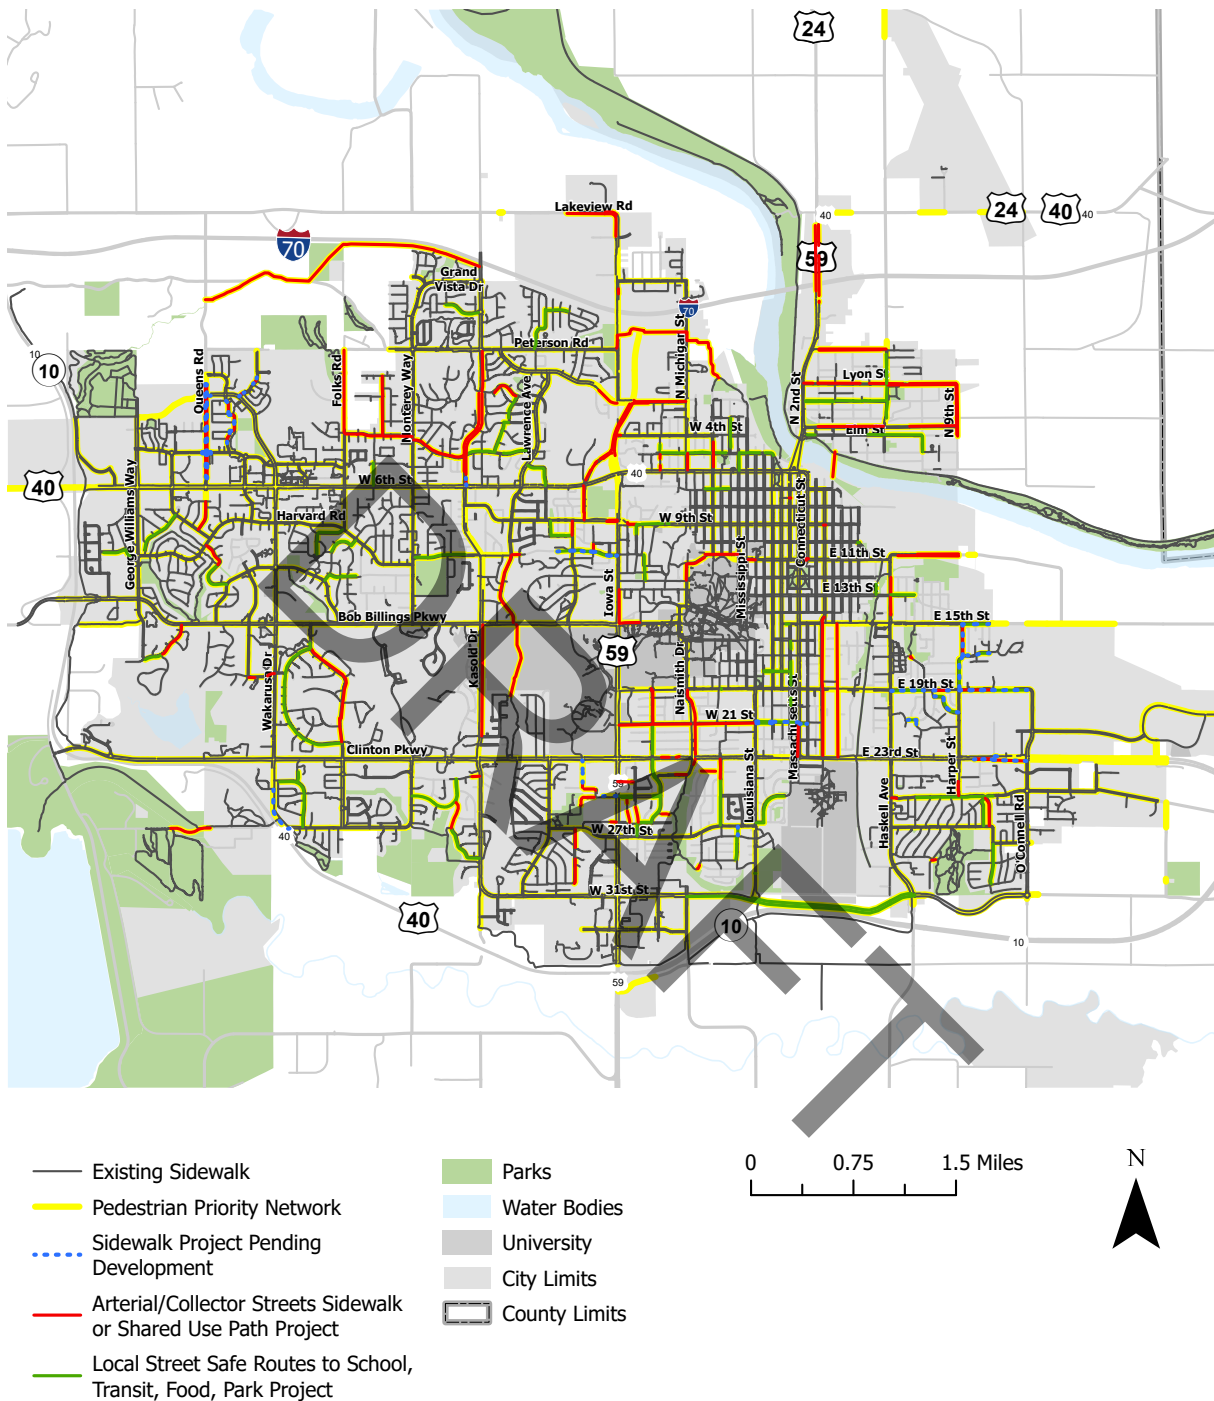 24
Lakeview Rd
40
24
40
40
70
59
Grand
Vista Dr
70
N Michigan St
Peterson Rd
10
10
Queens Rd
Folks Rd
Monterey Way
Lawrence Ave
N 2nd St
Lyon St
N 9th St
Elm St
W 4th St
40
40
W 6th St
George Williams Way
Harvard Rd
W 9th St
Connecticut St
Mississippi St
E 11th St
E 13th St
Iowa St
Bob Billings Pkwy
E 15th St
59
Wakarusa Dr
Kasold Dr
Naismith Dr
E 19th St
W 21 St
Massachusetts St
Clinton Pkwy
E 23rd St
Louisiana St
Harper St
59
Haskell Ave
O'Connell Rd
W 27th St
40
W 31st St
40
10
10
59
DRAFT
Existing Sidewalk
Pedestrian Priority Network
Sidewalk Project Pending
Development
Arterial/Collector Streets Sidewalk
or Shared Use Path Project
Local Street Safe Routes to School,
Transit, Food, Park Project
Parks
Water Bodies
University
City Limits
County Limits
0 0.75 1.5 Miles
N